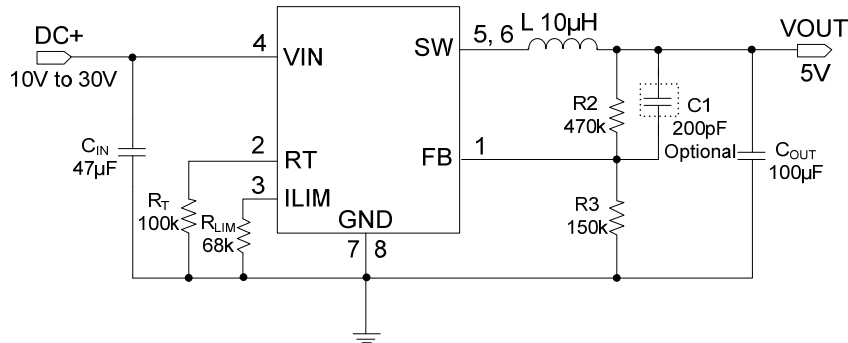 DC+
10V to 30V
4
VIN
SW
5, 6
L 10µH
VOUT
5V
CIN
47µF
2
RT
3
ILIM
FB
1
R2
470k
C1
200pF
Optional
COUT
100µF
RT
100k
RLIM
68k
GND
7 8
R3
150k